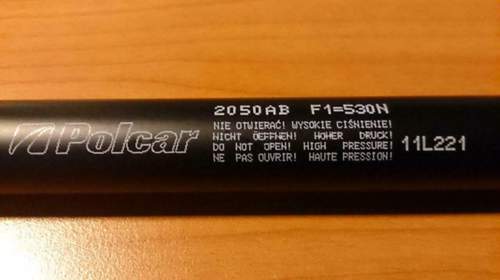 Polcar
2050AB F1=530N
NIE OTWIERAĆ! WYSOKIE CIŚNIENIE!
NICHT ÖFFNEN! HOHER DRUCK!
DO NOT OPEN! HIGH PRESSURE!
NE PAS OUVRIR! HAUTE PRESSION!
11L221